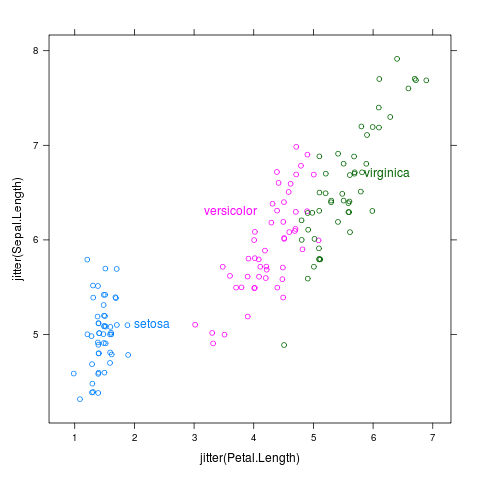 8
7
6
5
jitter(Sepal.Length)
virginica
versicolor
setosa
1 2 3 4 5 6 7
jitter(Petal.Length)